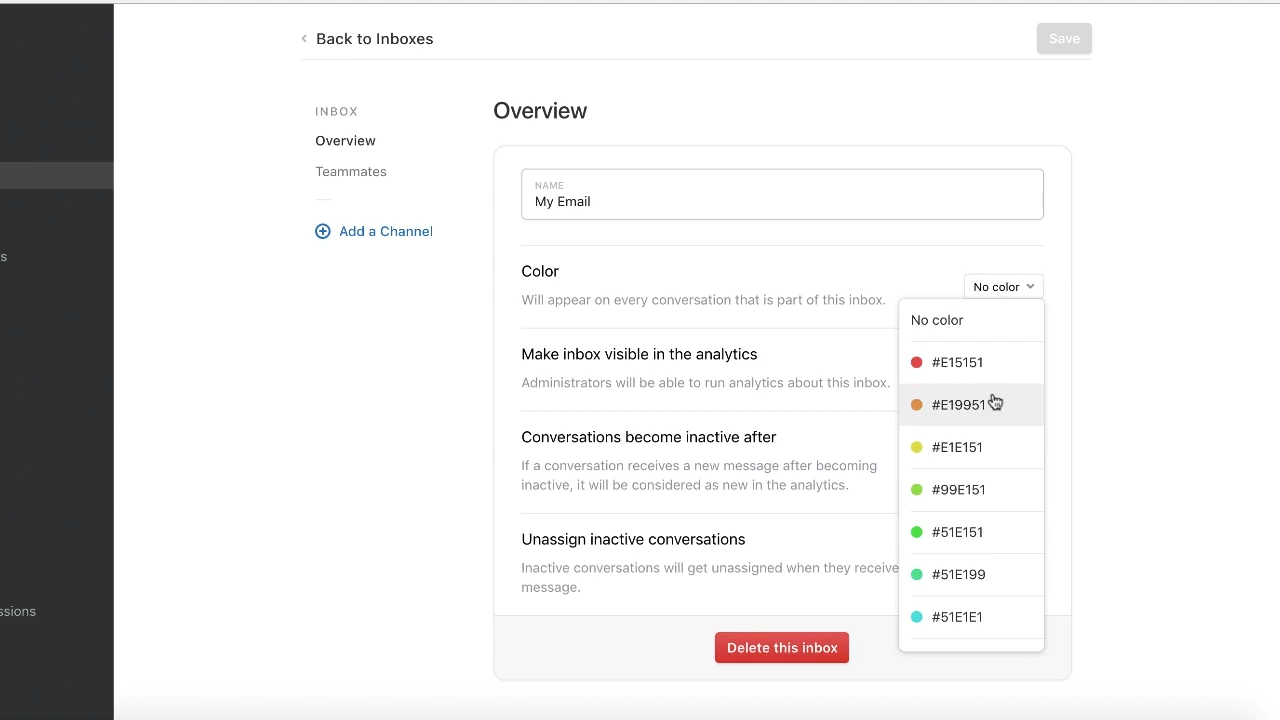 Back to Inboxes
Save
INBOX
Overview
Teammates
Add a Channel
Overview
NAME
My Email
Color
Will appear on every conversation that is part of this inbox.
No color
No color
#E15151
#E19951
#E1E151
#99E151
#51E151
#51E199
#51E1E1
Make inbox visible in the analytics
Administrators will be able to run analytics about this inbox.
Conversations become inactive after
If a conversation receives a new message after becoming
inactive, it will be considered as new in the analytics.
Unassign inactive conversations
Inactive conversations will get unassigned when they receive
message.
Delete this inbox
s
ssions